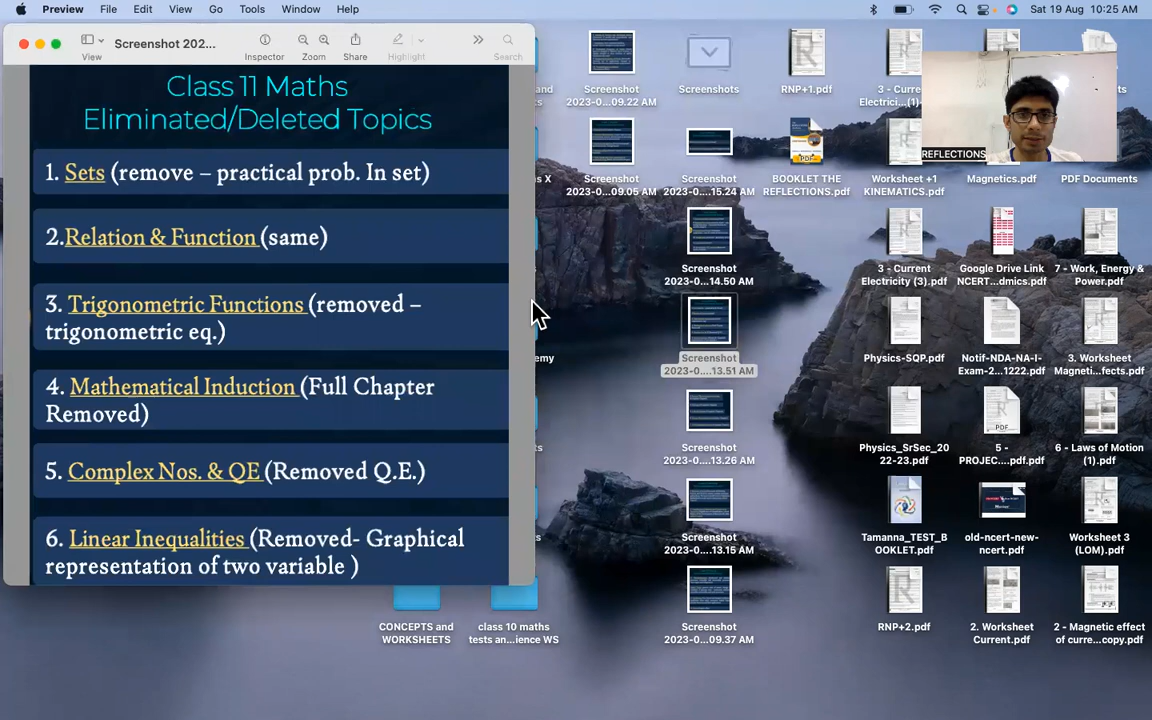 Preview File Edit View Go Tools Window Help
Sat 19 Aug 10:25 AM
Screenshot 202...
View
Inspector
Zoom
Share
Highlight
Search
Class 11 Maths
Eliminated/Deleted Topics
1. Sets (remove – practical prob. In set)
2.Relation & Function (same)
3. Trigonometric Functions (removed –
trigonometric eq.)
4. Mathematical Induction (Full Chapter
Removed)
5. Complex Nos. & QE (Removed Q.E.)
6. Linear Inequalities (Removed- Graphical
representation of two variable )
CONCEPTS and
WORKSHEETS
class 10 maths
tests an...ience WS
Screenshot
2023-0...09.22 AM
2023-0...09.05 AM
Screenshots
Screenshot
2023-0....15.24 AM
Screenshot
2023-0....14.50 AM
Screenshot
2023-0....13.51 AM
Screenshot
2023-0....13.26 AM
Screenshot
2023-0....13.15 AM
Screenshot
2023-0....09.37 AM
RNP+1.pdf
PDF
BOOKLET THE
REFLECTIONS.pdf
3 - Current
Electrici...(1)
Worksheet +1
KINEMATICS.pdf
3 - Current
Electricity (3).pdf
Physics-SQP.pdf
Physics_SrSec_20
22-23.pdf
Tamanna_TEST_B
OOKLET.pdf
RNP+2.pdf
REFLECTIONS
Magnetics.pdf
Google Drive Link
NCERT...dmics.pdf
Notif-NDA-NA-I-
Exam-2...1222.pdf
PDF
5 -
PROJEC....pdf.pdf
old-ncert-new-
ncert.pdf
2. Worksheet
Current.pdf
PDF Documents
7 - Work, Energy &
Power.pdf
3. Worksheet
Magneti...fects.pdf
6 - Laws of Motion
(1).pdf
Worksheet 3
(LOM).pdf
2 - Magnetic effect
of curre...copy.pdf